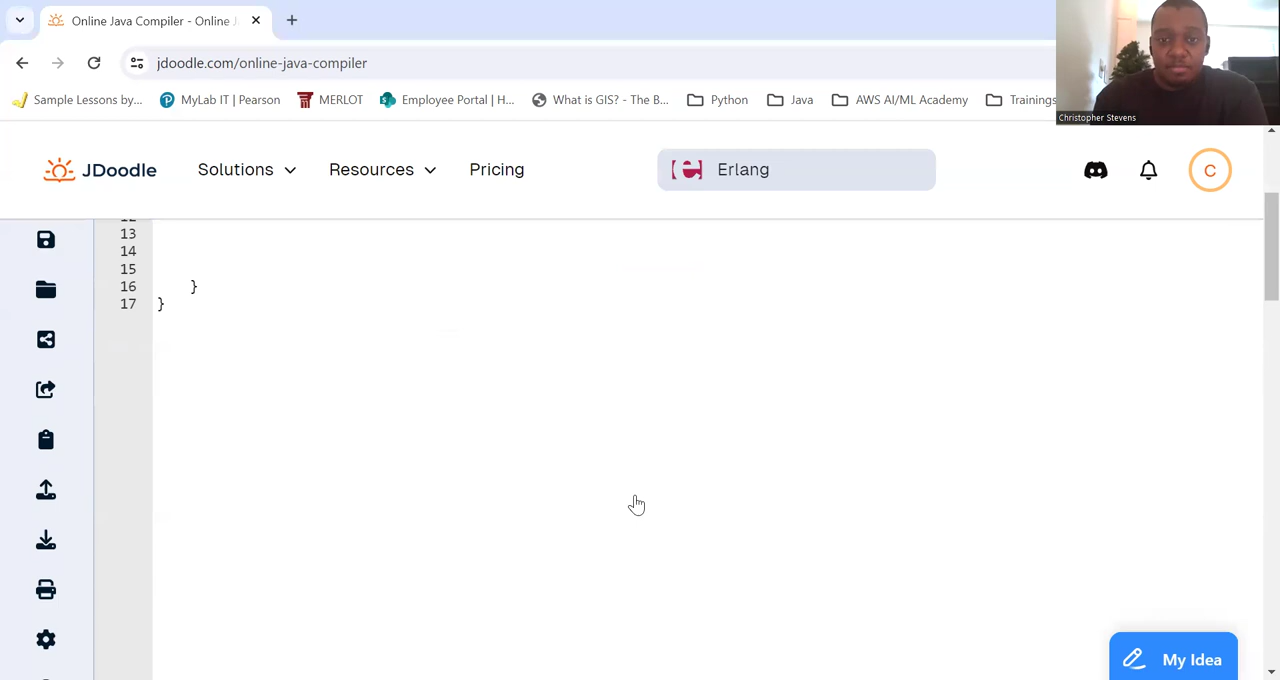 Online Java Compiler - Online J
jdoodle.com/online-java-compiler
Sample Lessons by... MyLab IT | Pearson MERLOT Employee Portal | H... What is GIS? - The B... Python Java AWS AI/ML Academy Trainings
Christopher Stevens
JDoodle Solutions Resources Pricing Erlang C
13
14
15
16 }
17 }
My Idea